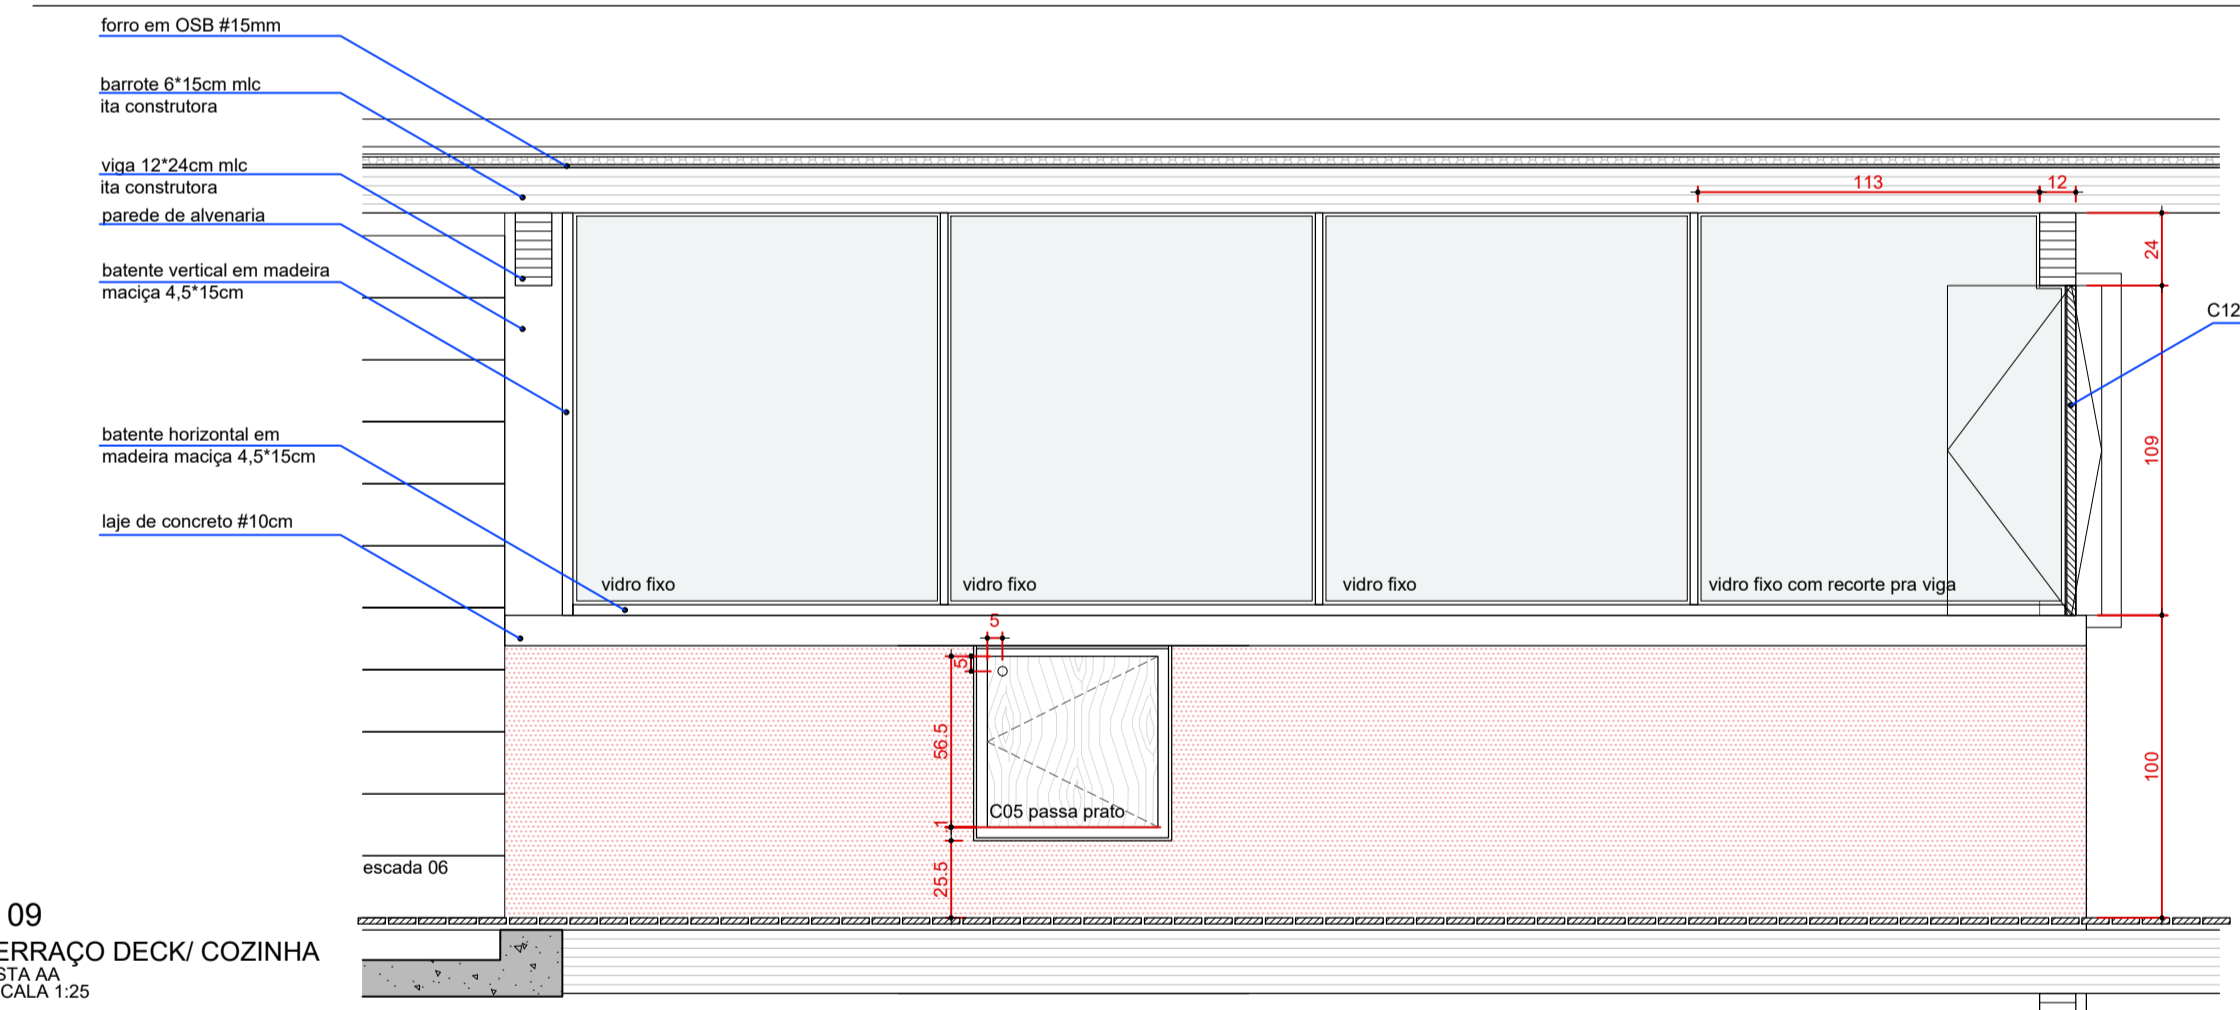 forro em OSB #15mm
barrote 6*15cm mlc
ita construtora
viga 12*24cm mlc
ita construtora
parede de alvenaria
batente vertical em madeira
maciça 4,5*15cm
batente horizontal em
madeira maciça 4,5*15cm
laje de concreto #10cm
113
12
24
C12
109
vidro fixo
vidro fixo
vidro fixo
vidro fixo com recorte pra viga
5
5
56.5
C05 passa prato
1
25.5
100
escada 06
09
ERRAÇO DECK/ COZINHA
STA AA
CALA 1:25